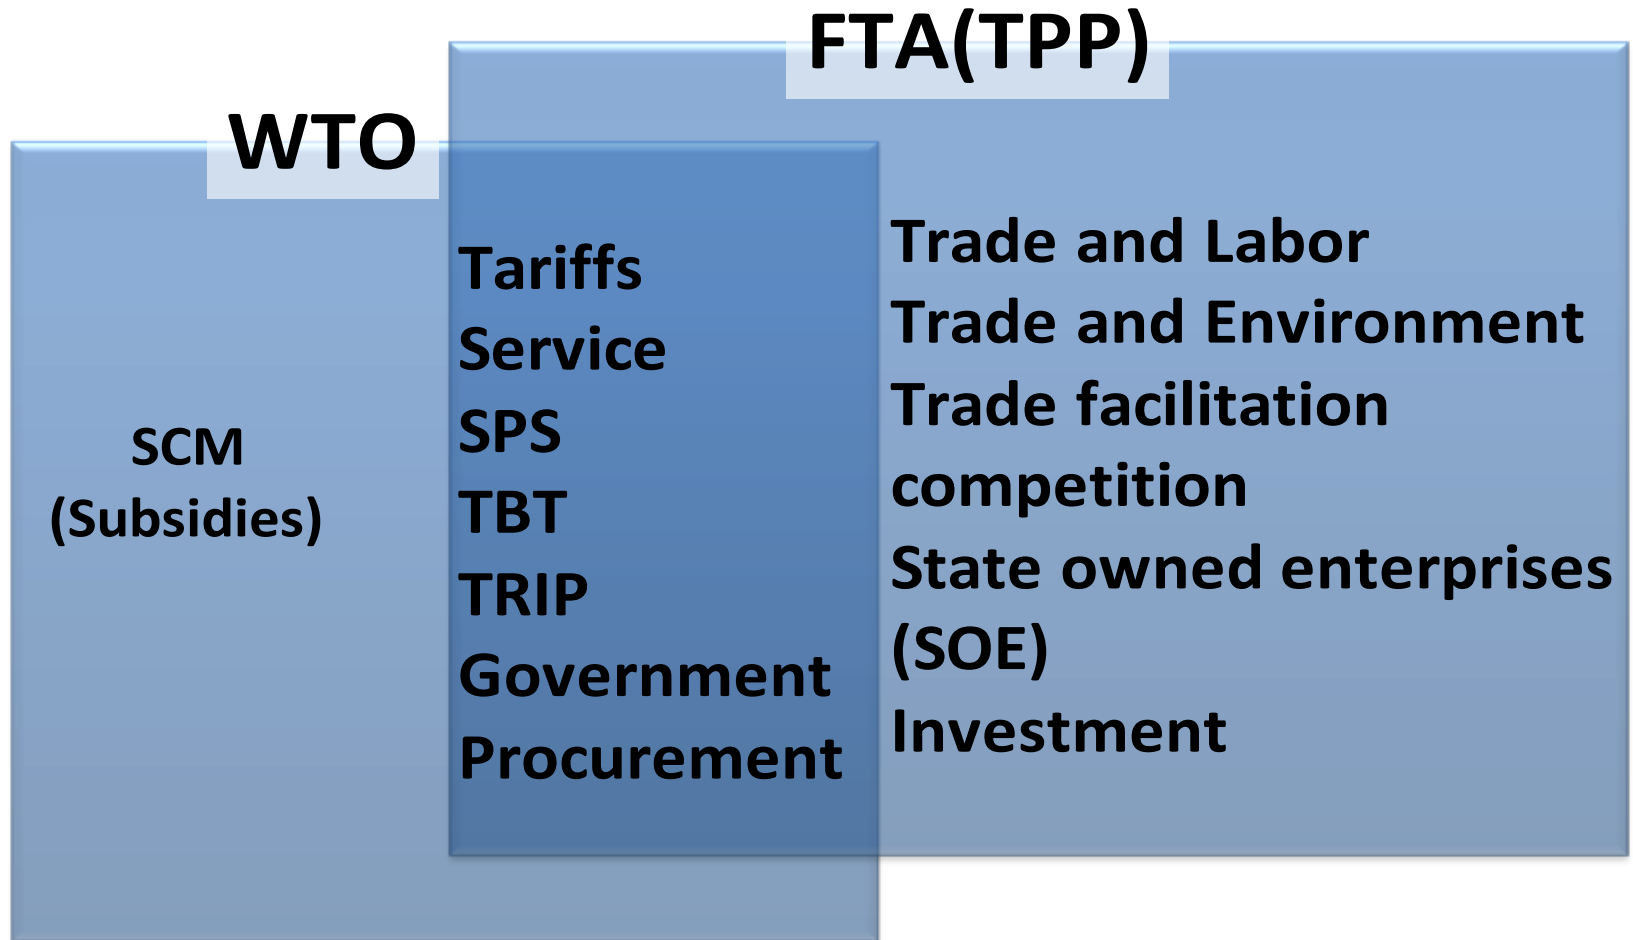 FTA(TPP)
WTO
SCM
(Subsidies)
Tariffs
Service
SPS
TBT
TRIP
Government
Procurement
Trade and Labor
Trade and Environment
Trade facilitation
competition
State owned enterprises
(SOE)
Investment